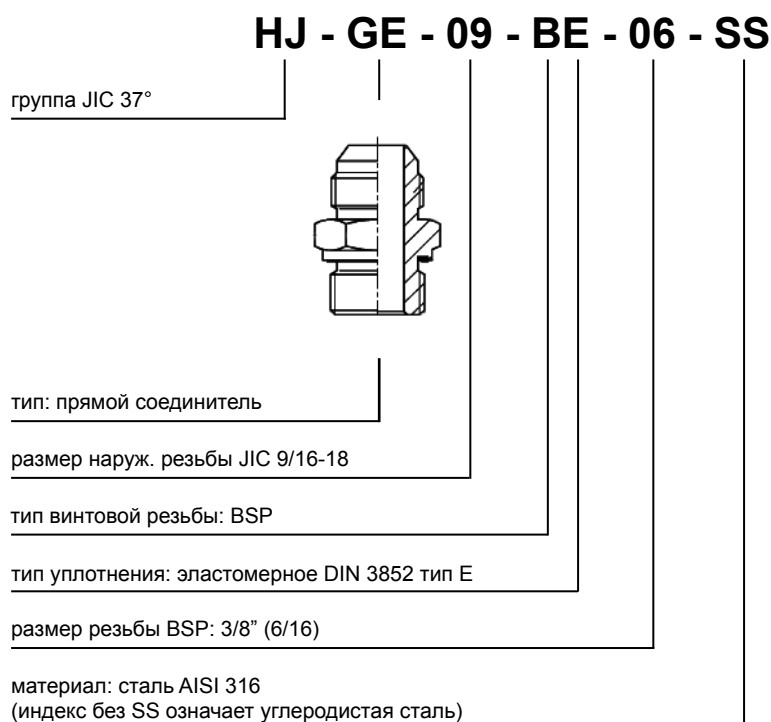 HJ - GE - 09 - BE - 06 - SS
группа JIC 37°
тип: прямой соединитель
размер наруж. резьбы JIC 9/16-18
тип винтовой резьбы: BSP
тип уплотнения: эластомерное DIN 3852 тип E
размер резьбы BSP: 3/8” (6/16)
материал: сталь AISI 316
(индекс без SS означает углеродистая сталь)